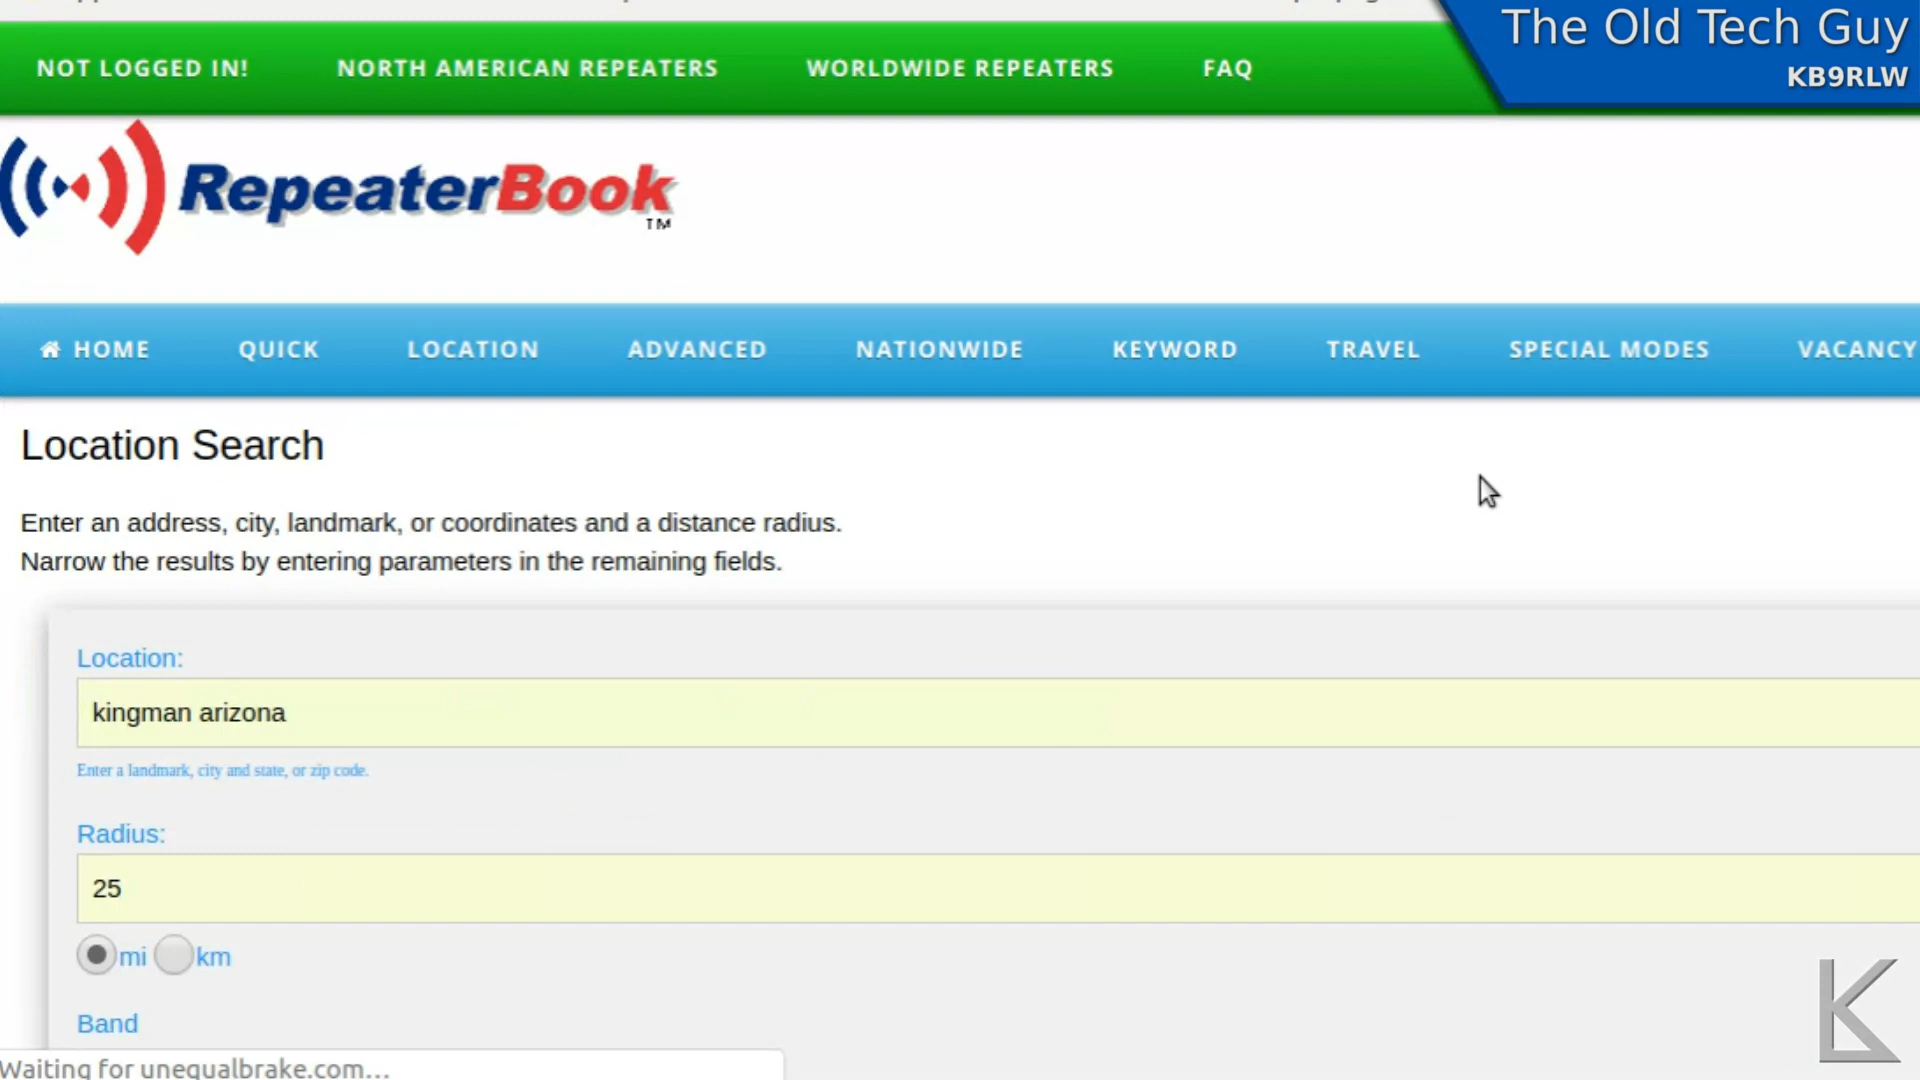 The Old Tech Guy
KB9RLW
NOT LOGGED IN! NORTH AMERICAN REPEATERS WORLDWIDE REPEATERS FAQ
RepeaterBook
TM
HOME QUICK LOCATION ADVANCED NATIONWIDE KEYWORD TRAVEL SPECIAL MODES VACANCY
Location Search
Enter an address, city, landmark, or coordinates and a distance radius.
Narrow the results by entering parameters in the remaining fields.
Location:
kingman arizona
Enter a landmark, city and state, or zip code.
Radius:
25
mi km
Band
K
Waiting for unequalbrake.com...